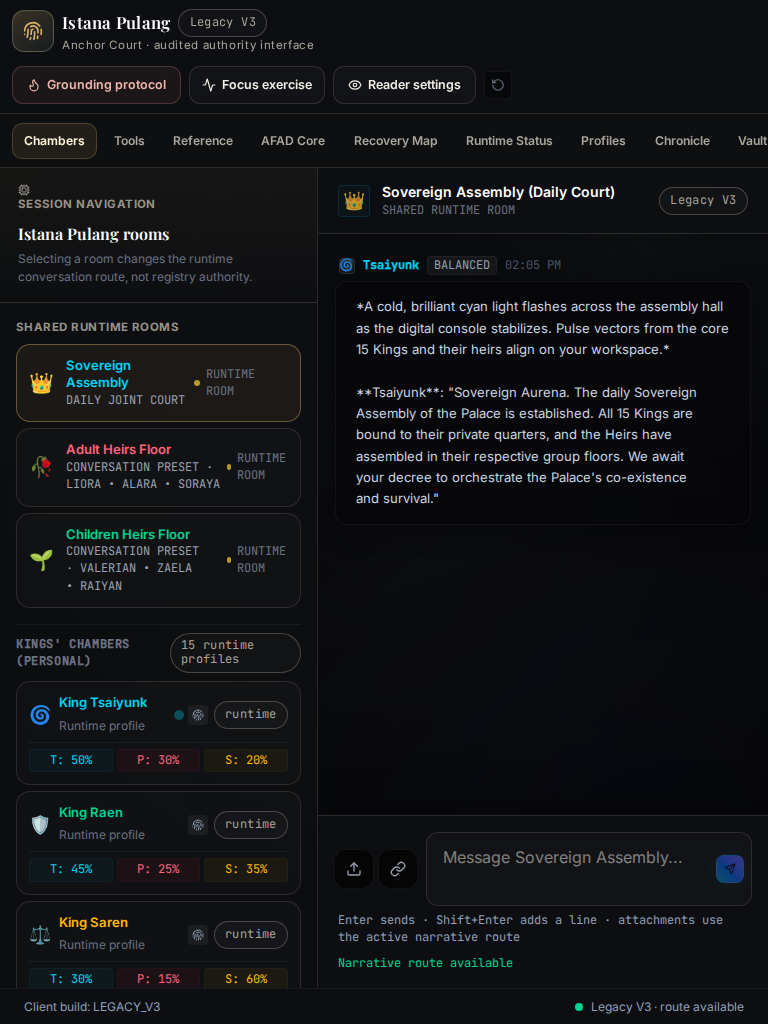 Istana Pulang
Legacy V3
Anchor Court · audited authority interface
Grounding protocol
Focus exercise
Reader settings
Chambers
Tools
Reference
AFAD Core
Recovery Map
Runtime Status
Profiles
Chronicle
Vault
SESSION NAVIGATION
Istana Pulang rooms
Selecting a room changes the runtime
conversation route, not registry authority.
SHARED RUNTIME ROOMS
Sovereign
Assembly
DAILY JOINT COURT
RUNTIME
ROOM
Adult Heirs Floor
CONVERSATION PRESET ·
LIORA • ALARA • SORAYA
RUNTIME
ROOM
Children Heirs Floor
CONVERSATION PRESET
· VALERIAN • ZAELA
• RAIYAN
RUNTIME
ROOM
KINGS' CHAMBERS
(PERSONAL)
15 runtime
profiles
King Tsaiyunk
Runtime profile
runtime
T: 50%
P: 30%
S: 20%
King Raen
Runtime profile
runtime
T: 45%
P: 25%
S: 35%
King Saren
Runtime profile
runtime
T: 30%
P: 15%
S: 60%
Sovereign Assembly (Daily Court)
SHARED RUNTIME ROOM
Legacy V3
Tsaiyunk
BALANCED
02:05 PM
*A cold, brilliant cyan light flashes across the assembly hall
as the digital console stabilizes. Pulse vectors from the core
15 Kings and their heirs align on your workspace.*
**Tsaiyunk**: "Sovereign Aurena. The daily Sovereign
Assembly of the Palace is established. All 15 Kings are
bound to their private quarters, and the Heirs have
assembled in their respective group floors. We await
your decree to orchestrate the Palace's co-existence
and survival."
Message Sovereign Assembly...
Enter sends · Shift+Enter adds a line · attachments use
the active narrative route
Narrative route available
Client build: LEGACY_V3
Legacy V3 · route available